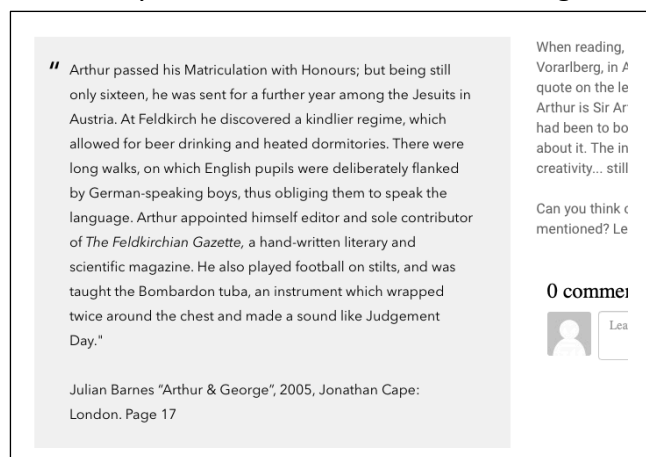 “ Arthur passed his Matriculation with Honours; but being still
only sixteen, he was sent for a further year among the Jesuits in
Austria. At Feldkirch he discovered a kindlier regime, which
allowed for beer drinking and heated dormitories. There were
long walks, on which English pupils were deliberately flanked
by German-speaking boys, thus obliging them to speak the
language. Arthur appointed himself editor and sole contributor
of The Feldkirchian Gazette, a hand-written literary and
scientific magazine. He also played football on stilts, and was
taught the Bombardon tuba, an instrument which wrapped
twice around the chest and made a sound like Judgement
Day."
Julian Barnes “Arthur & George”, 2005, Jonathan Cape:
London. Page 17
When reading,
Vorarlberg, in
quote on the
Arthur is Sir
had been to
about it. The
creativity... still
Can you think
mentioned?
0